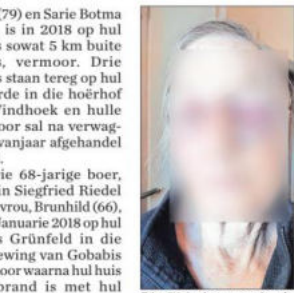 (79) en Sarie Botma
is in 2018 op hul
s sowat 5 km buite
s, vermoor. Drie
s staan tereg op hul
rde in die hoërhof
Vindhoek en hulle
oor sal na verwag-
vanjaar afgehandel
rie 68-jarige boer,
in Siegfried Riedel
vrou, Brunhild (66),
Januarie 2018 op hul
s Grünfeld in die
ewing van Gobabis
oor waarna hul huis
brand is met hul